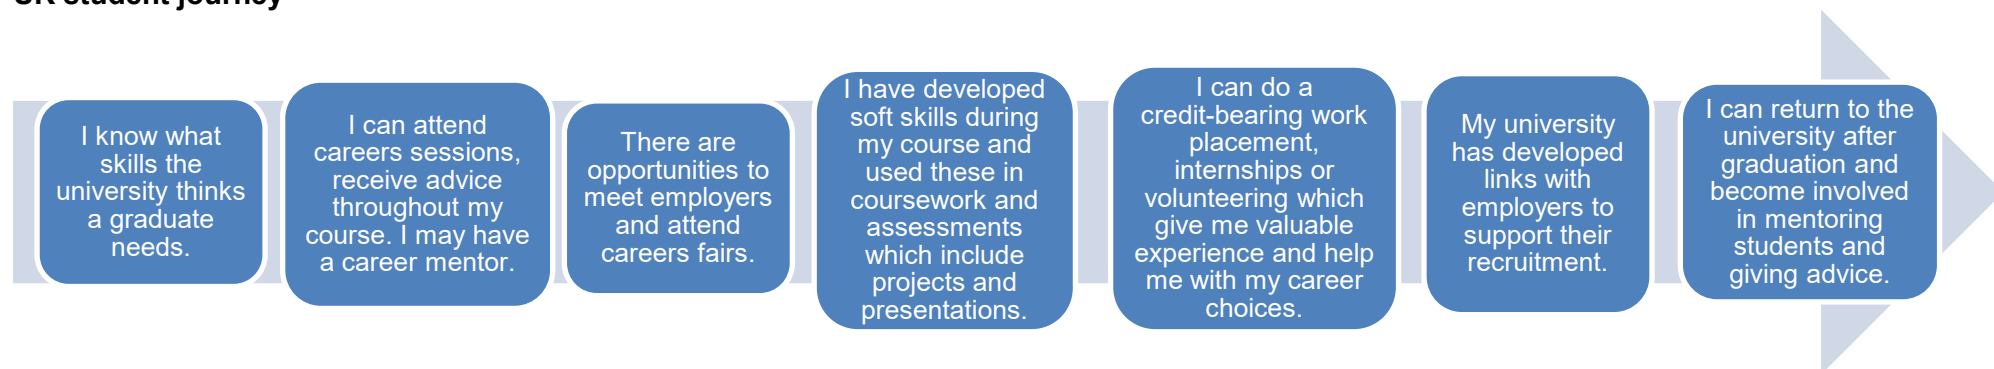 UK student journey
I know what
skills the
university thinks
a graduate
needs.
I can attend
careers sessions,
receive advice
throughout my
course. I may have
a career mentor.
There are
opportunities to
meet employers
and attend
careers fairs.
I have developed
soft skills during
my course and
used these in
coursework and
assessments
which include
projects and
presentations.
I can do a
credit-bearing work
placement,
internships or
volunteering which
give me valuable
experience and help
me with my career
choices.
My university
has developed
links with
employers to
support their
recruitment.
I can return to the
university after
graduation and
become involved
in mentoring
students and
giving advice.